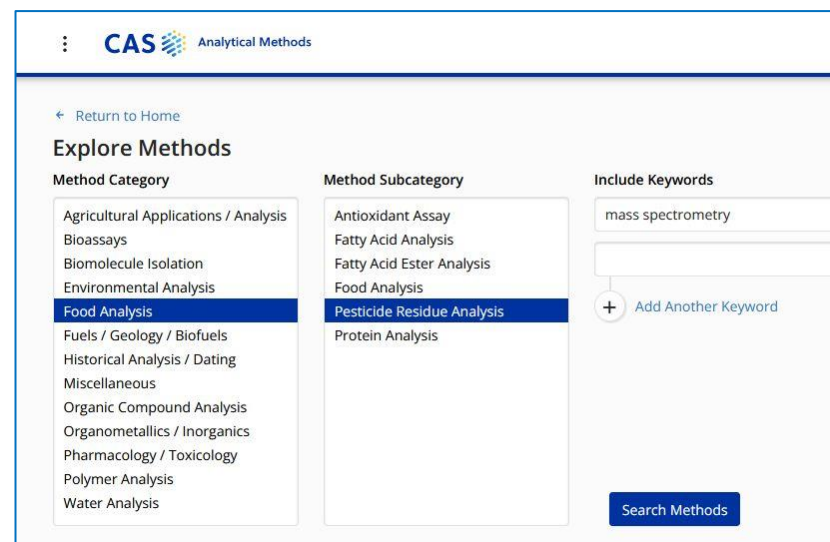 CAS Analytical Methods
Return to Home
Explore Methods
Method Category
Agricultural Applications / Analysis
Bioassays
Biomolecule Isolation
Environmental Analysis
Food Analysis
Fuels / Geology / Biofuels
Historical Analysis / Dating
Miscellaneous
Organic Compound Analysis
Organometallics / Inorganics
Pharmacology / Toxicology
Polymer Analysis
Water Analysis
Method Subcategory
Antioxidant Assay
Fatty Acid Analysis
Fatty Acid Ester Analysis
Food Analysis
Pesticide Residue Analysis
Protein Analysis
Include Keywords
mass spectrometry
Add Another Keyword
Search Methods